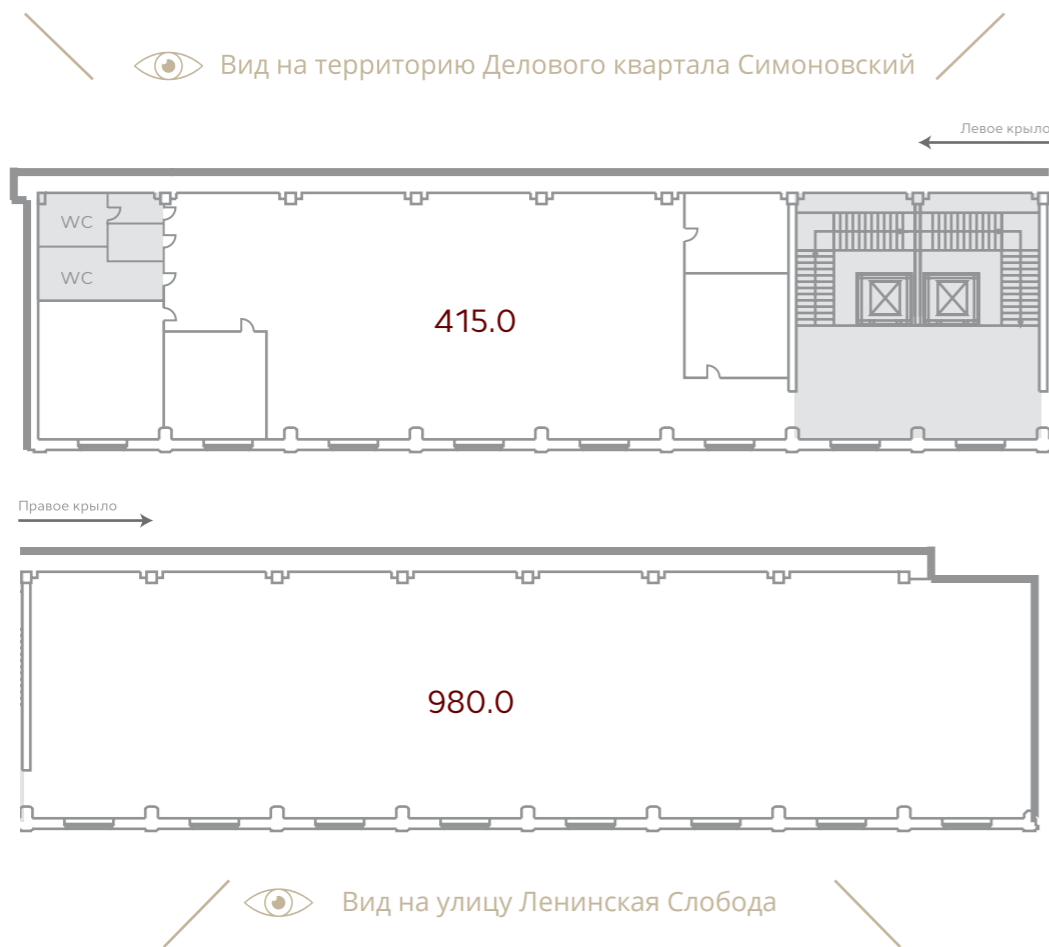 Вид на территорию Делового квартала Симоновский
Левое крыло
WC
WC
415.0
Правое крыло
980.0
Вид на улицу Ленинская Слобода